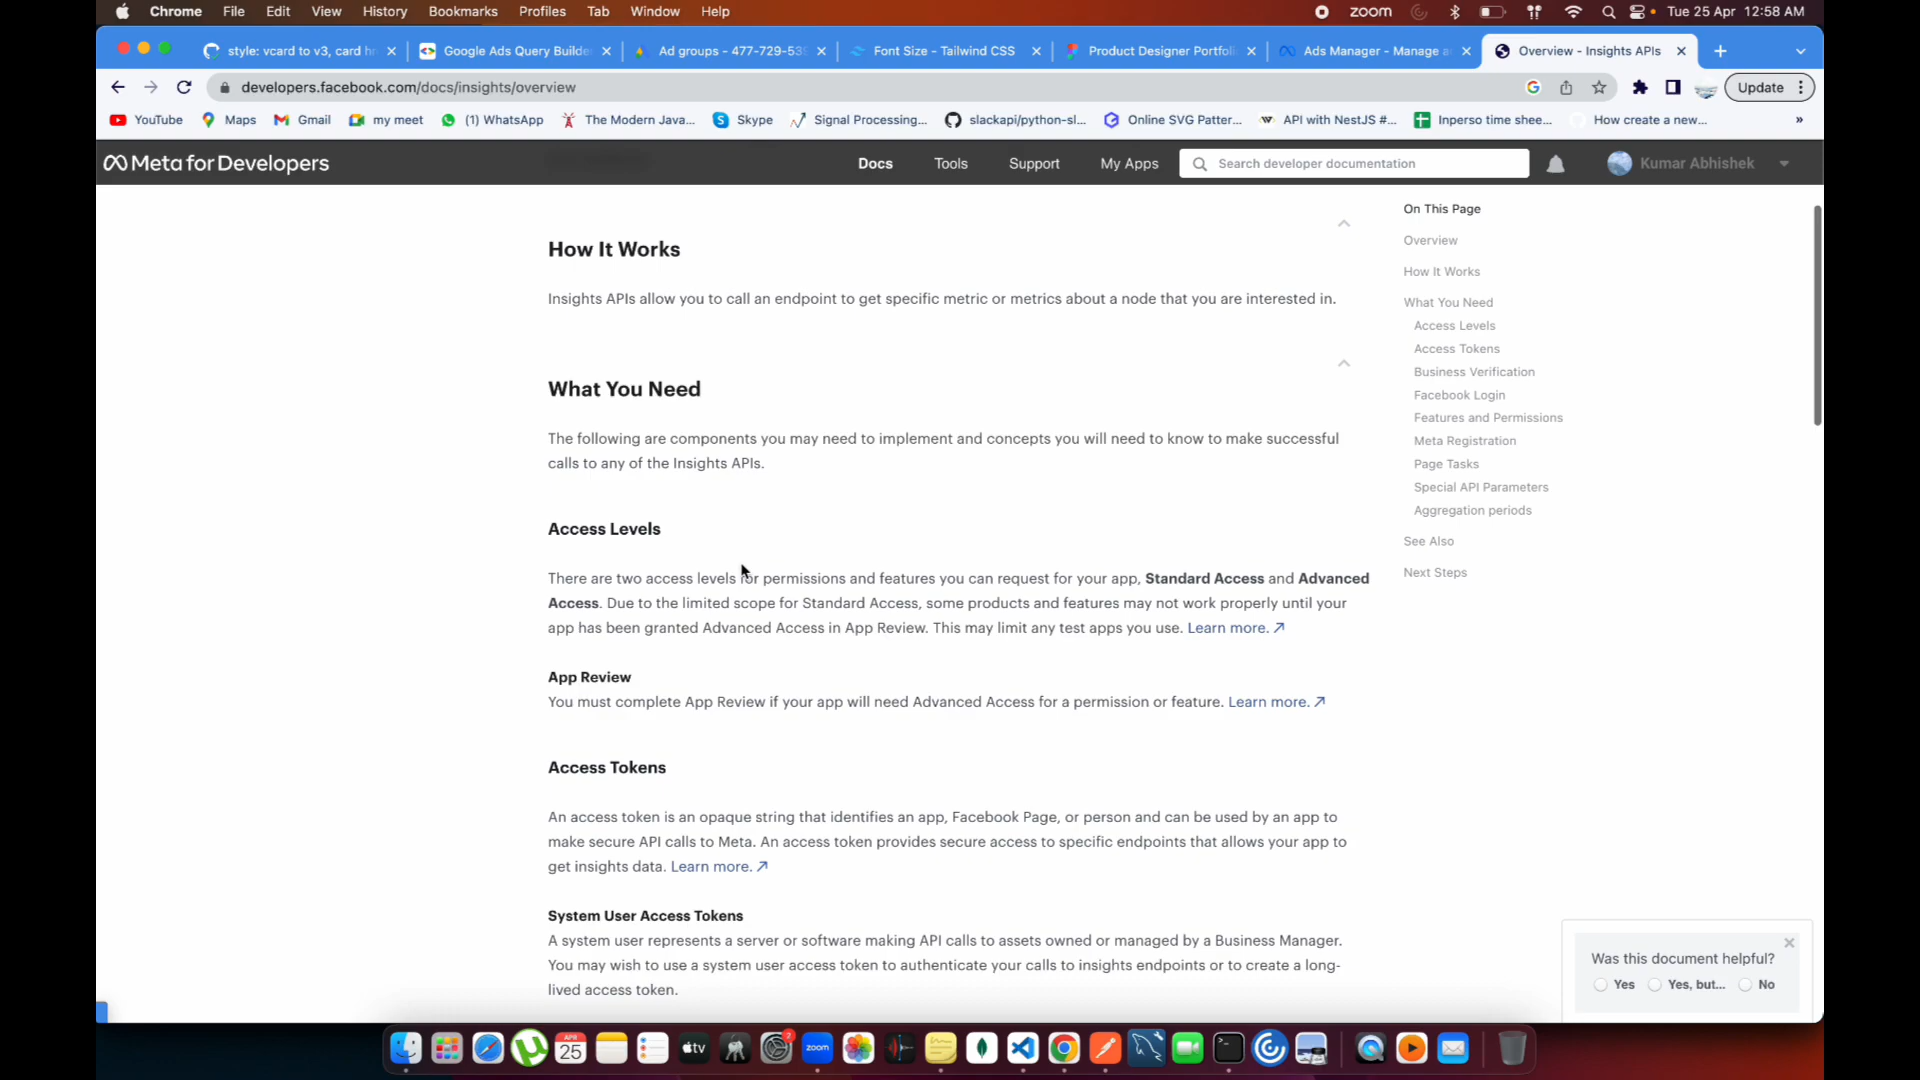 Chrome File Edit View History Bookmarks Profiles Tab Window Help zoom Tue 25 Apr 12:58 AM
style: vcard to v3, card h Google Ads Query Builde Ad groups - 477-729-53 Font Size - Tailwind CSS Product Designer Portfoli Ads Manager - Manage a Overview - Insights APIs
developers.facebook.com/docs/insights/overview Update
YouTube Maps Gmail my meet (1) WhatsApp The Modern Java... Skype Signal Processing... slackapi/python-sl... Online SVG Patter... API with NestJS #... Inperso time shee... How create a new... »
Meta for Developers Docs Tools Support My Apps Search developer documentation Kumar Abhishek
How It Works
Insights APIs allow you to call an endpoint to get specific metric or metrics about a node that you are interested in.
What You Need
The following are components you may need to implement and concepts you will need to know to make successful
calls to any of the Insights APIs.
Access Levels
There are two access levels for permissions and features you can request for your app, Standard Access and Advanced
Access. Due to the limited scope for Standard Access, some products and features may not work properly until your
app has been granted Advanced Access in App Review. This may limit any test apps you use. Learn more.
App Review
You must complete App Review if your app will need Advanced Access for a permission or feature. Learn more.
Access Tokens
An access token is an opaque string that identifies an app, Facebook Page, or person and can be used by an app to
make secure API calls to Meta. An access token provides secure access to specific endpoints that allows your app to
get insights data. Learn more.
System User Access Tokens
A system user represents a server or software making API calls to assets owned or managed by a Business Manager.
You may wish to use a system user access token to authenticate your calls to insights endpoints or to create a long-
lived access token.
On This Page
Overview
How It Works
What You Need
Access Levels
Access Tokens
Business Verification
Facebook Login
Features and Permissions
Meta Registration
Page Tasks
Special API Parameters
Aggregation periods
See Also
Next Steps
Was this document helpful?
Yes Yes, but... No
APR
25
tv
2
zoom